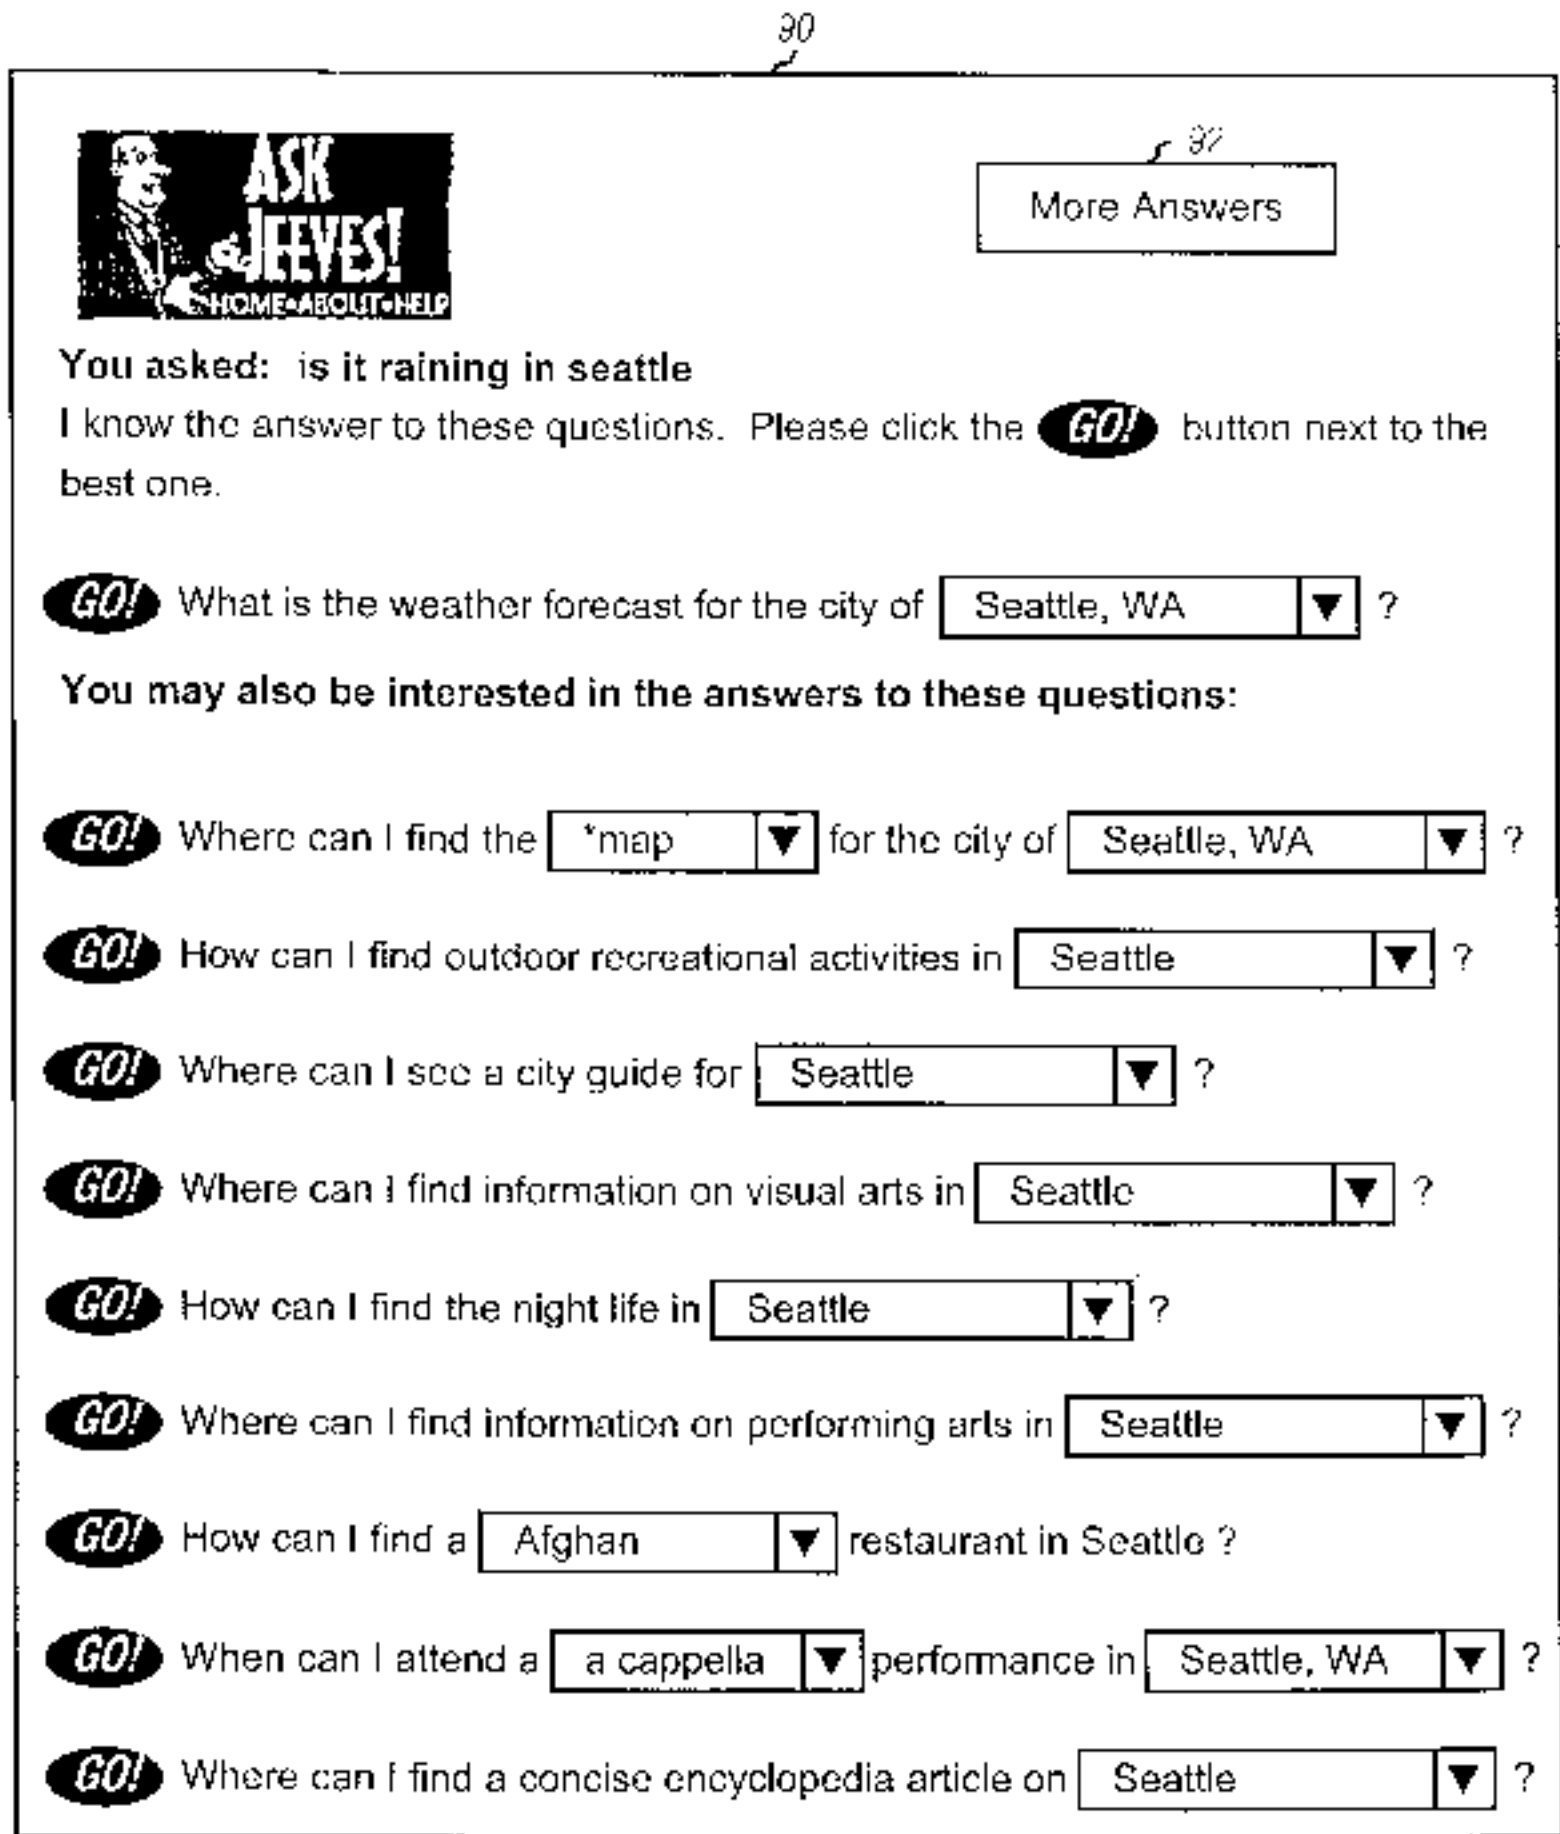 90
92
ASK
JEEVES!
HOME•ABOUT•HELP
More Answers
You asked: is it raining in seattle
I know the answer to these questions. Please click the GO! button next to the
best one.
GO! What is the weather forecast for the city of Seattle, WA ?
You may also be interested in the answers to these questions:
GO! Where can I find the *map for the city of Seattle, WA ?
GO! How can I find outdoor recreational activities in Seattle ?
GO! Where can I see a city guide for Seattle ?
GO! Where can I find information on visual arts in Seattle ?
GO! How can I find the night life in Seattle ?
GO! Where can I find information on performing arts in Seattle ?
GO! How can I find a Afghan restaurant in Seattle ?
GO! When can I attend a a cappella performance in Seattle, WA ?
GO! Where can I find a concise encyclopedia article on Seattle ?